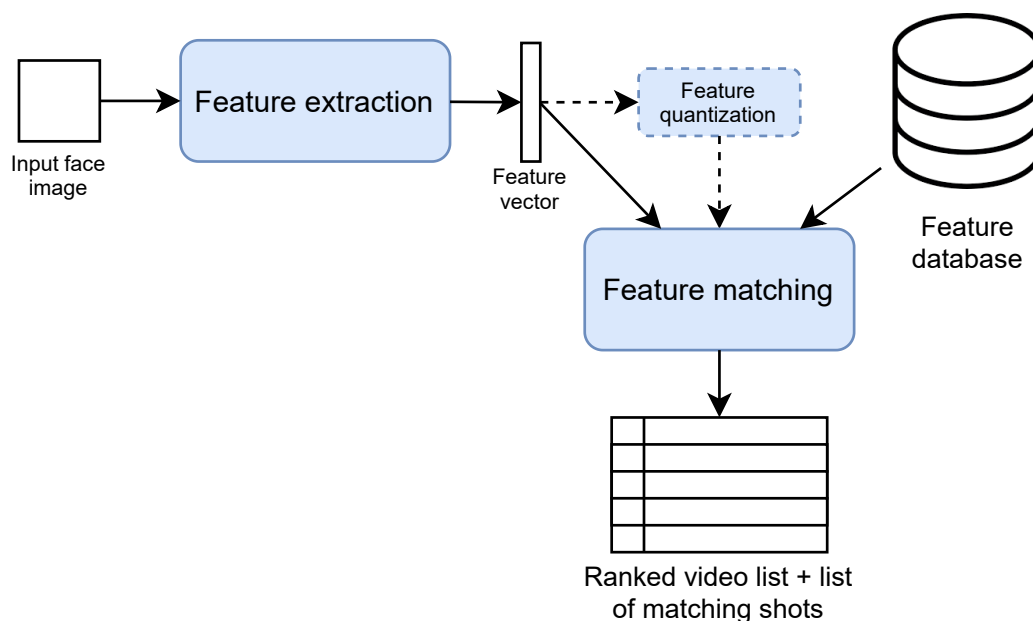 Input face
image
Feature extraction
Feature
vector
Feature
quantization
Feature
database
Feature matching
Ranked video list + list
of matching shots